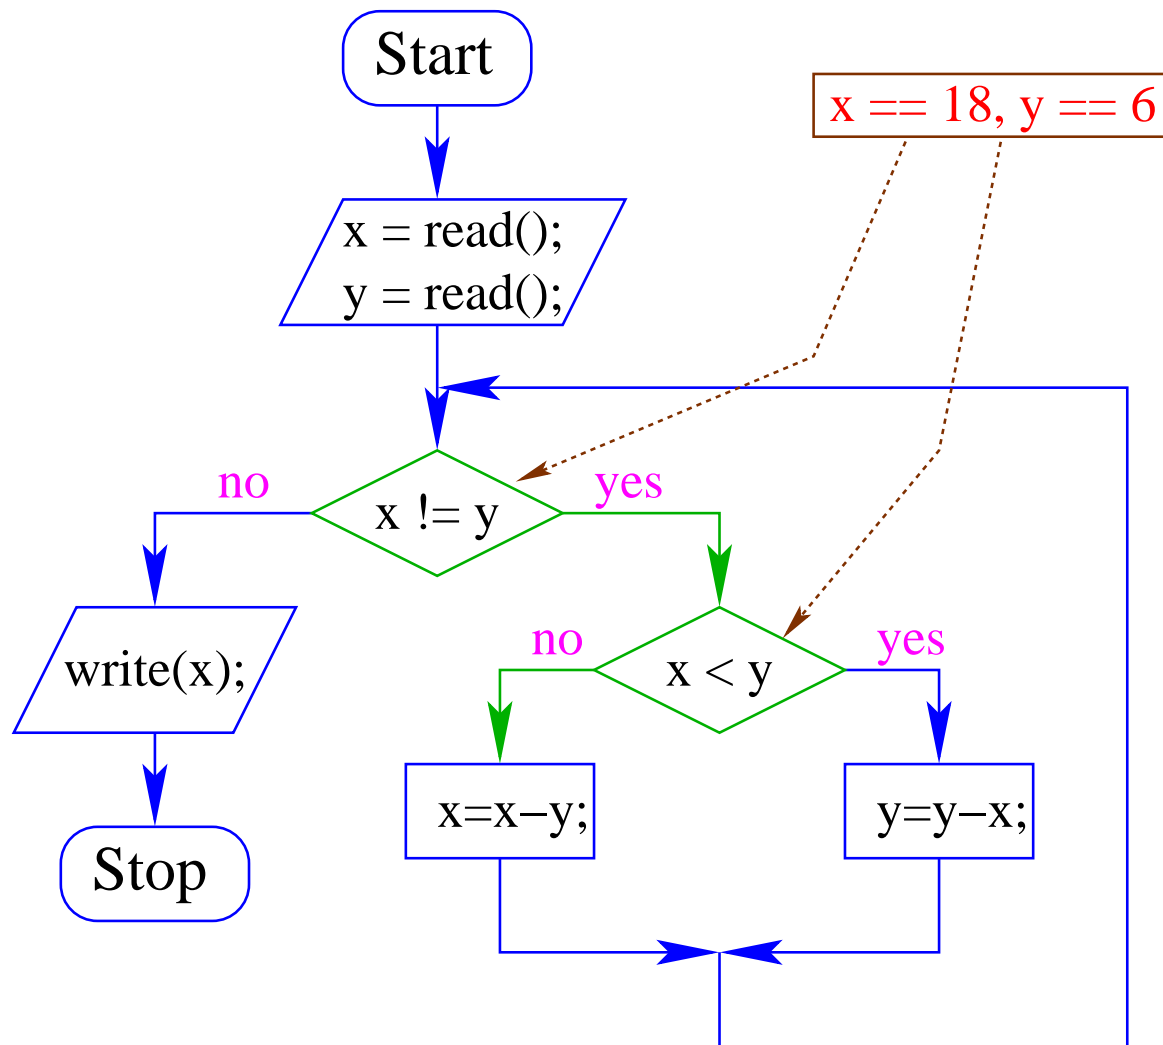 Start
x == 18, y == 6
x = read();
y = read();
no
yes
x != y
no
yes
write(x);
x < y
x=x−y;
y=y−x;
Stop